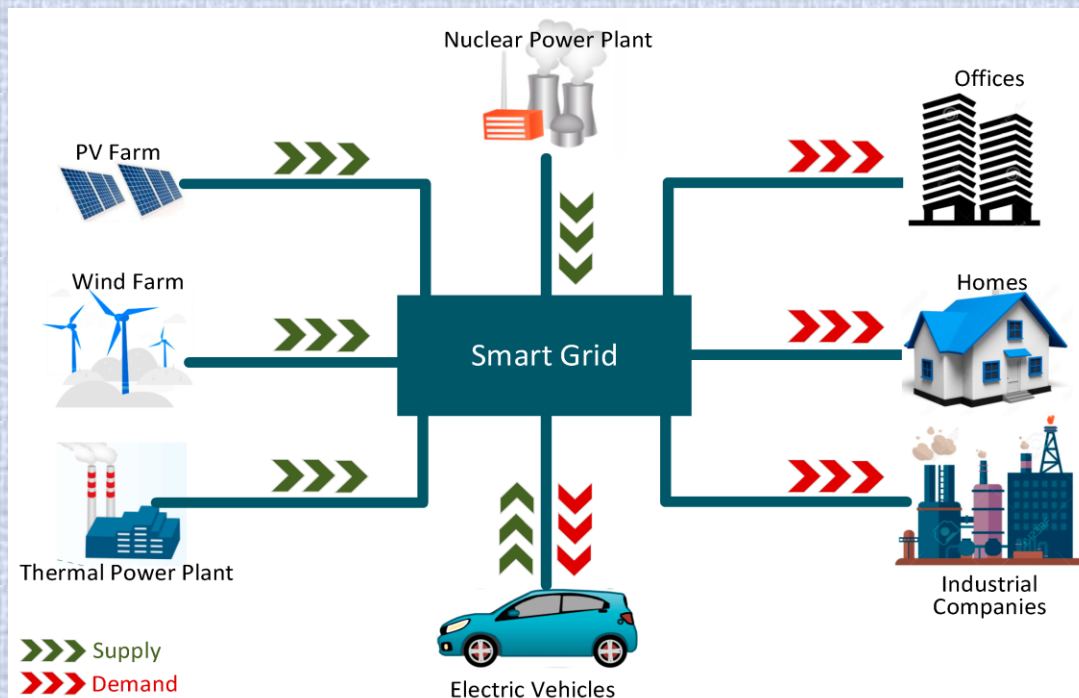 Nuclear Power Plant
Offices
PV Farm
Wind Farm
Homes
Smart Grid
Thermal Power Plant
Industrial
Companies
Supply
Demand
Electric Vehicles